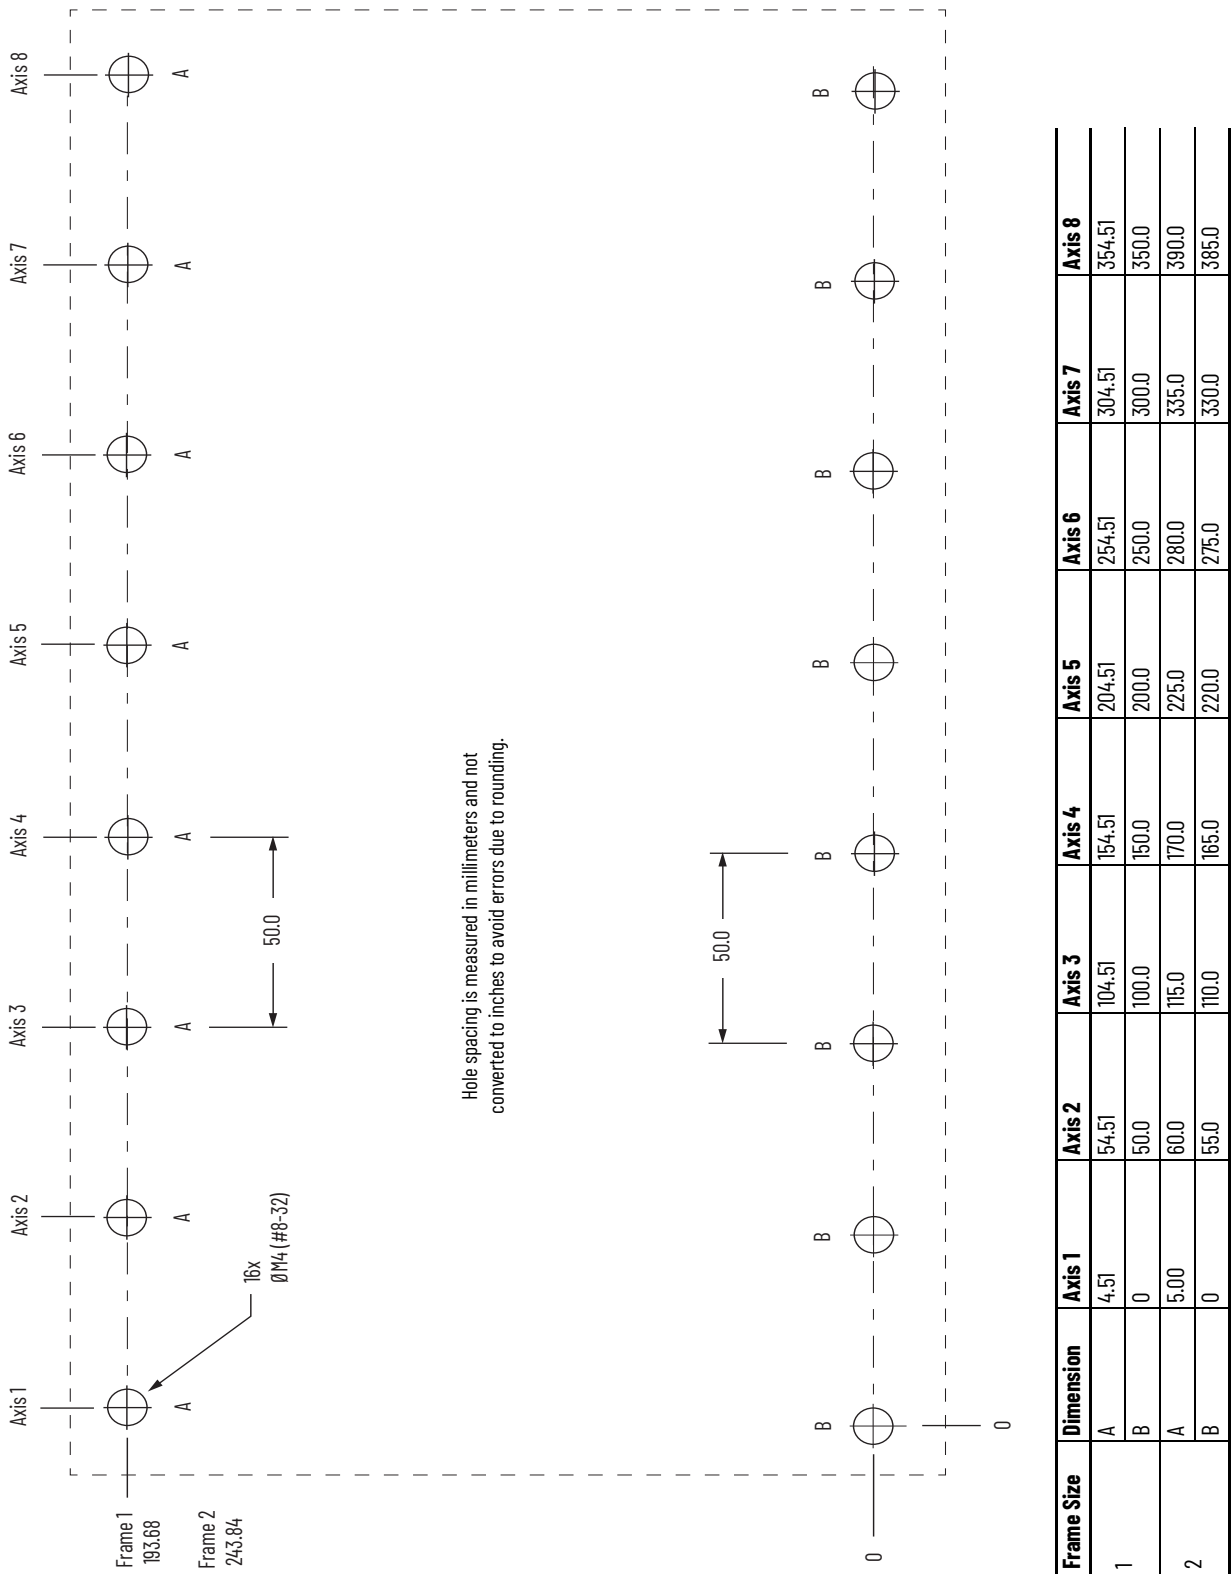 Axis 1
Axis 2
Axis 3
Axis 4
Axis 5
Axis 6
Axis 7
Axis 8
Frame 1
193.68
Frame 2
243.84
A
A
A
A
A
A
A
A
16x
ØM4 (#8-32)
50.0
Hole spacing is measured in millimeters and not
converted to inches to avoid errors due to rounding.
50.0
B
B
B
B
B
B
B
B
0
0
Frame Size Dimension Axis 1 Axis 2 Axis 3 Axis 4 Axis 5 Axis 6 Axis 7 Axis 8
1 A 4.51 54.51 104.51 154.51 204.51 254.51 304.51 354.51
B 0 50.0 100.0 150.0 200.0 250.0 300.0 350.0
2 A 5.00 60.0 115.0 170.0 225.0 280.0 335.0 390.0
B 0 55.0 110.0 165.0 220.0 275.0 330.0 385.0